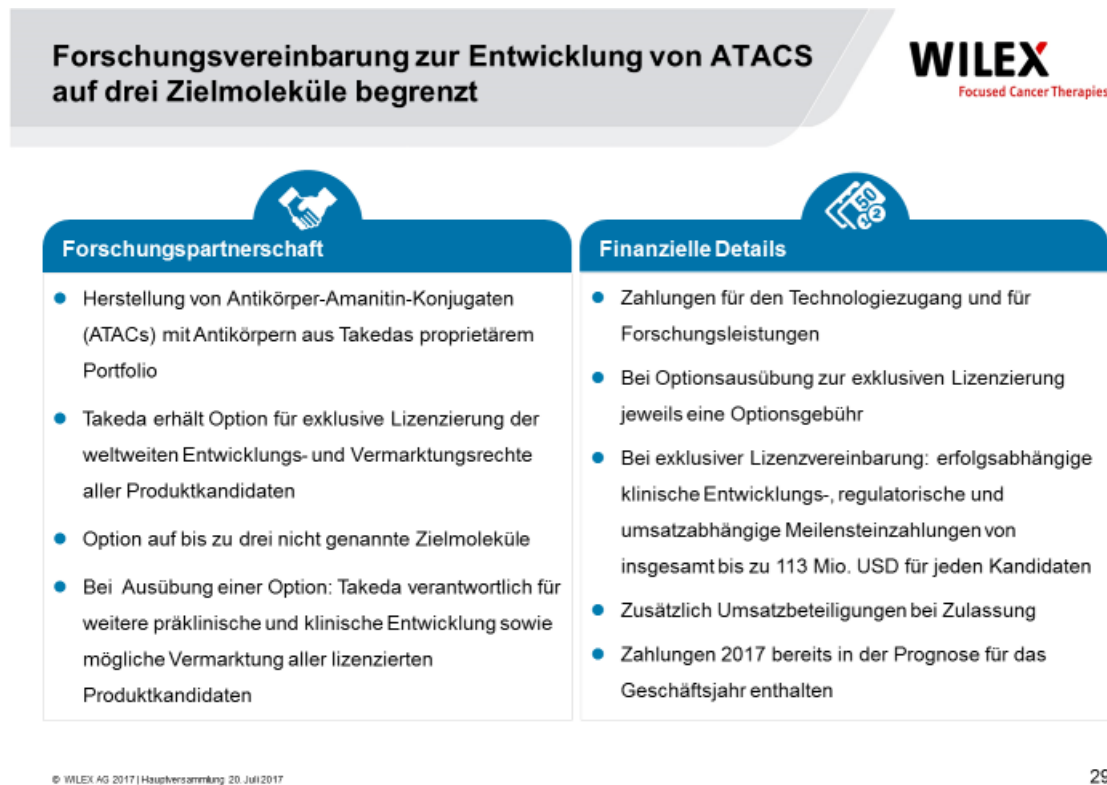 Forschungsvereinbarung zur Entwicklung von ATACS
auf drei Zielmoleküle begrenzt
WILEX
Focused Cancer Therapies
Forschungspartnerschaft
Herstellung von Antikörper-Amanitin-Konjugaten
(ATACs) mit Antikörpern aus Takedas proprietärem
Portfolio
Takeda erhält Option für exklusive Lizenzierung der
weltweiten Entwicklungs- und Vermarktungsrechte
aller Produktkandidaten
Option auf bis zu drei nicht genannte Zielmoleküle
Bei Ausübung einer Option: Takeda verantwortlich für
weitere präklinische und klinische Entwicklung sowie
mögliche Vermarktung aller lizenzierten
Produktkandidaten
50
2
Finanzielle Details
Zahlungen für den Technologiezugang und für
Forschungsleistungen
Bei Optionsausübung zur exklusiven Lizenzierung
jeweils eine Optionsgebühr
Bei exklusiver Lizenzvereinbarung: erfolgsabhängige
klinische Entwicklungs-, regulatorische und
umsatzabhängige Meilensteinzahlungen von
insgesamt bis zu 113 Mio. USD für jeden Kandidaten
Zusätzlich Umsatzbeteiligungen bei Zulassung
Zahlungen 2017 bereits in der Prognose für das
Geschäftsjahr enthalten
© WILEX AG 2017 | Hauptversammlung 20. Juli 2017
29